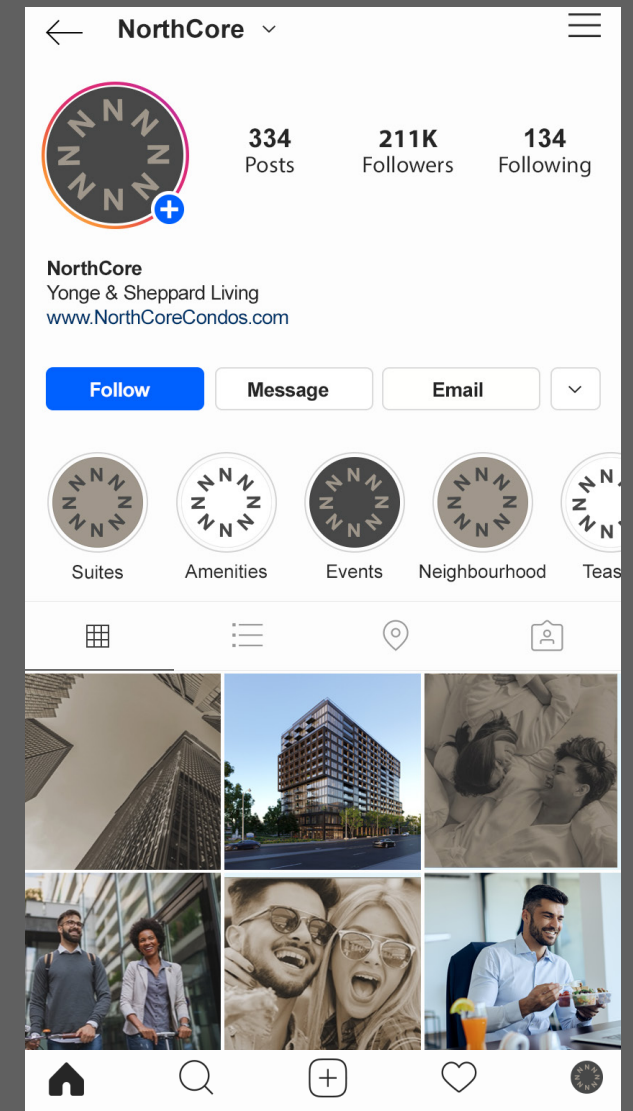 NorthCore
N N N N N N N N
334
Posts
211K
Followers
134
Following
NorthCore
Yonge & Sheppard Living
www.NorthCoreCondos.com
Follow
Message
Email
N N N N N N N N
N N N N N N N N
N N N N N N N N
N N N N N N N N
N N N N
Suites
Amenities
Events
Neighbourhood
Teas
N N N N N N N N